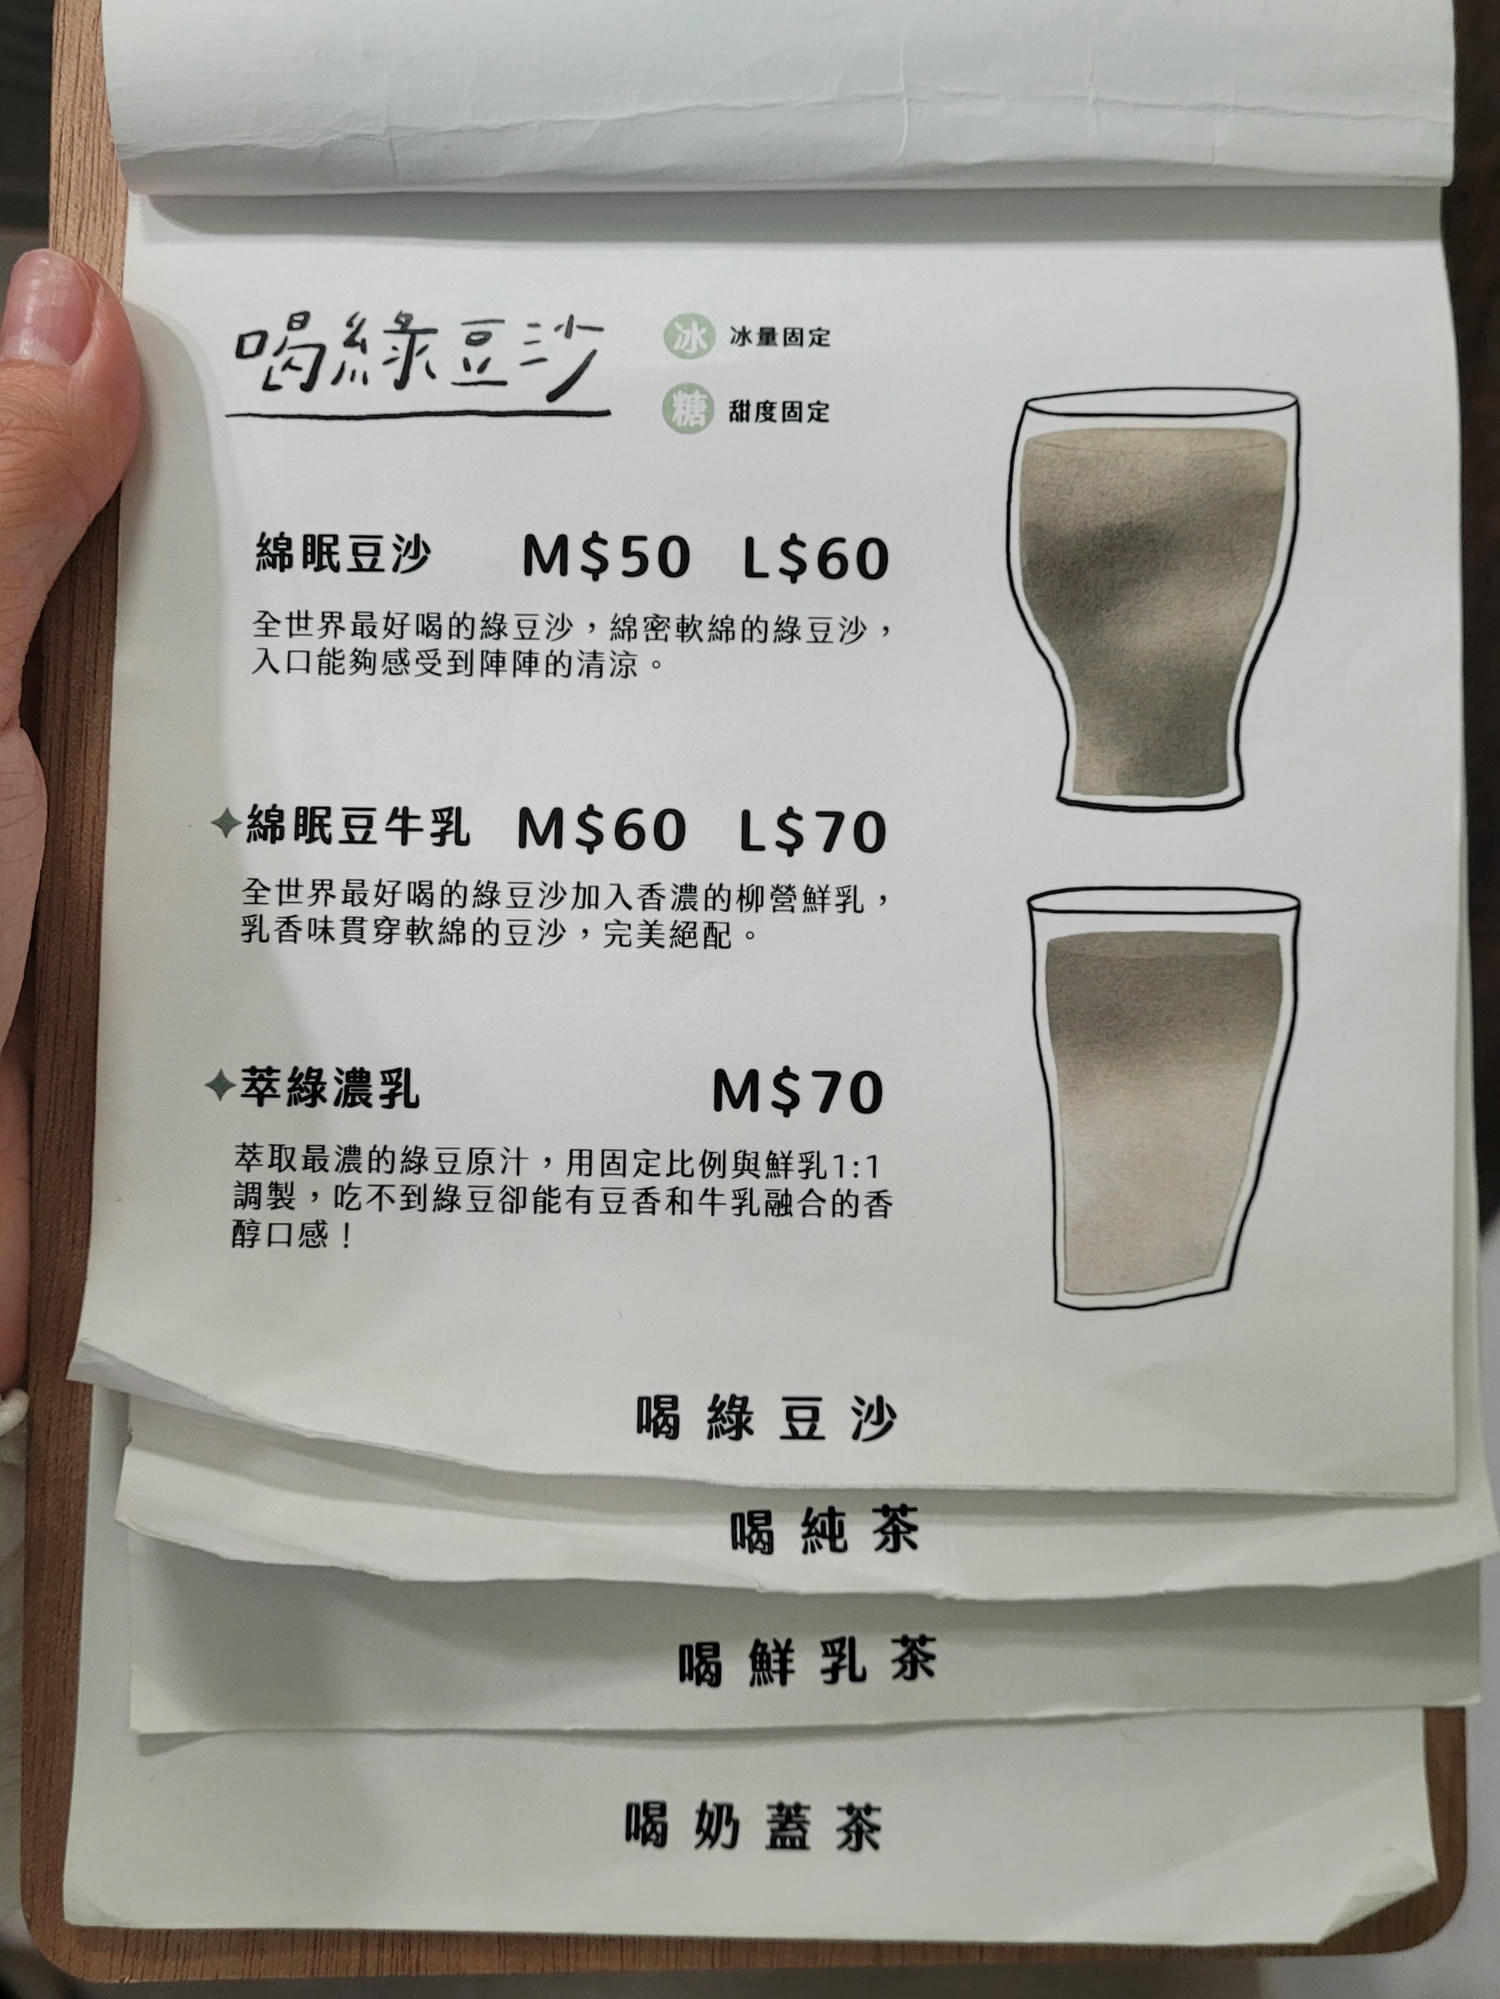 喝綠豆沙
冰 冰量固定
糖 甜度固定
綿眠豆沙 M$50 L$60
全世界最好喝的綠豆沙，綿密軟綿的綠豆沙，
入口能夠感受到陣陣的清涼。
綿眠豆牛乳 M$60 L$70
全世界最好喝的綠豆沙加入香濃的柳營鮮乳，
乳香味貫穿軟綿的豆沙，完美絕配。
萃綠濃乳 M$70
萃取最濃的綠豆原汁，用固定比例與鮮乳1:1
調製，吃不到綠豆卻能有豆香和牛乳融合的香
醇口感！
喝綠豆沙
喝純茶
喝鮮乳茶
喝奶蓋茶